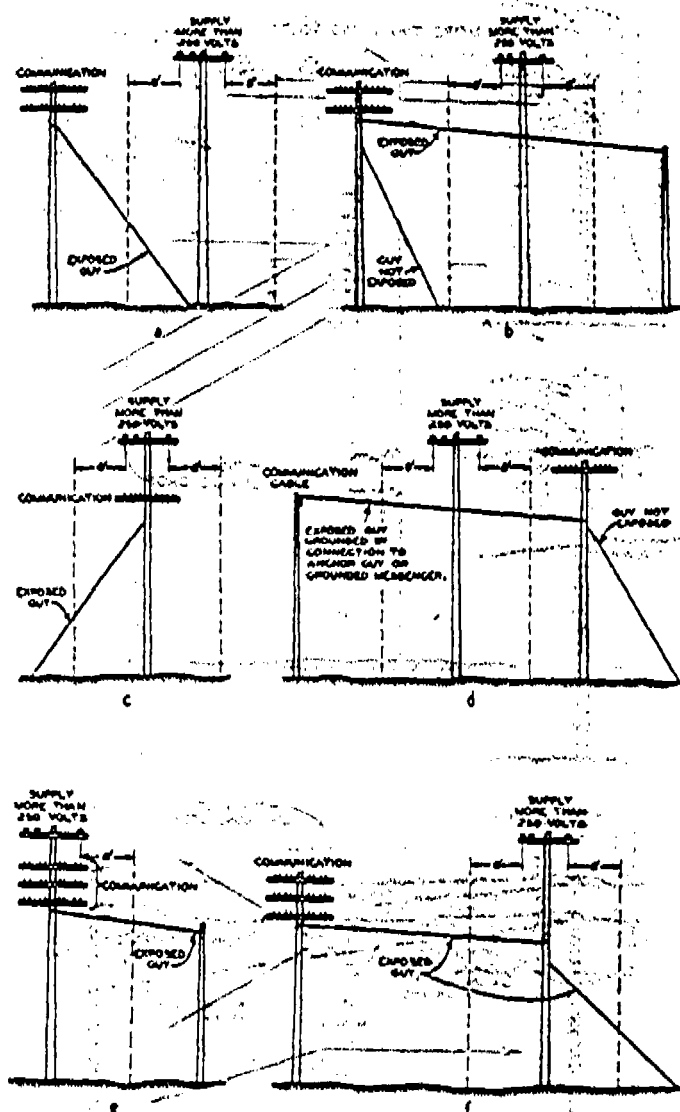 SUPPLY
MORE THAN
250 VOLTS
COMMUNICATION
d
d
EXPOSED
GUY
a
SUPPLY
MORE THAN
250 VOLTS
COMMUNICATION
d
d
EXPOSED
GUY
GUY
NOT
EXPOSED
b
SUPPLY
MORE THAN
250 VOLTS
d
d
COMMUNICATION
EXPOSED
GUY
c
SUPPLY
MORE THAN
250 VOLTS
COMMUNICATION
CABLE
d
d
COMMUNICATION
EXPOSED GUY
GROUNDED BY
CONNECTION TO
ANCHOR GUY OR
GROUNDED MESSENGER.
GUY NOT
EXPOSED
d
SUPPLY
MORE THAN
250 VOLTS
d
COMMUNICATION
EXPOSED
GUY
e
SUPPLY
MORE THAN
250 VOLTS
COMMUNICATION
d
d
EXPOSED
GUY
f